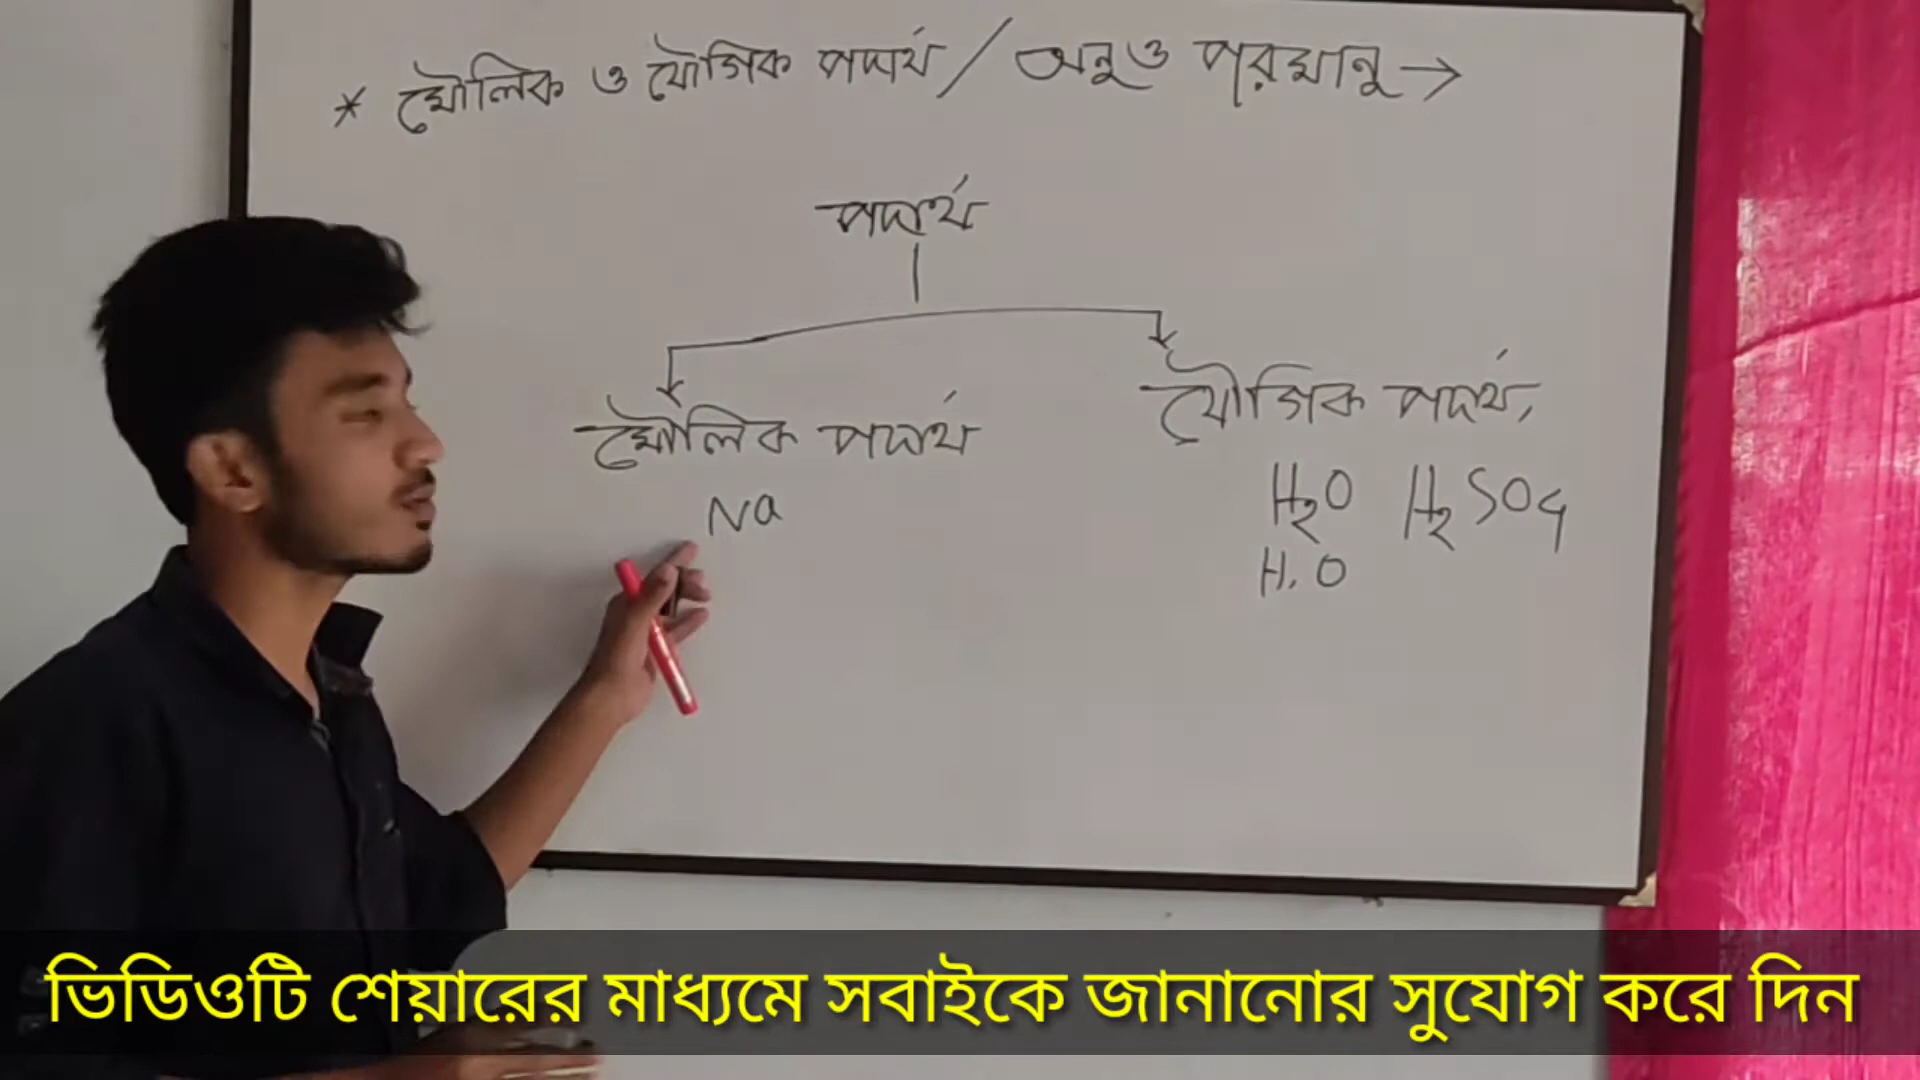 * মৌলিক ও যৌগিক পদার্থ / অনু ও পরমানু →
পদার্থ
মৌলিক পদার্থ
যৌগিক পদার্থ,
Na
H₂O H₂SO₄
H, O
ভিডিওটি শেয়ারের মাধ্যমে সবাইকে জানানোর সুযোগ করে দিন